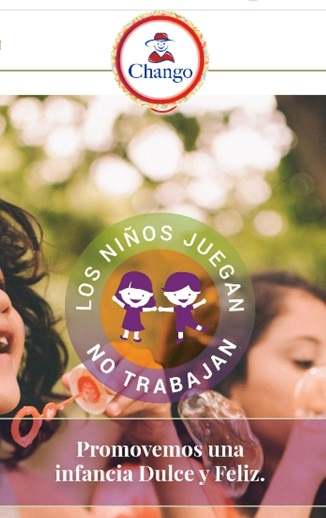 Chango
LOS NIÑOS JUEGAN
NO TRABAJAN
Promovemos una
infancia Dulce y Feliz.